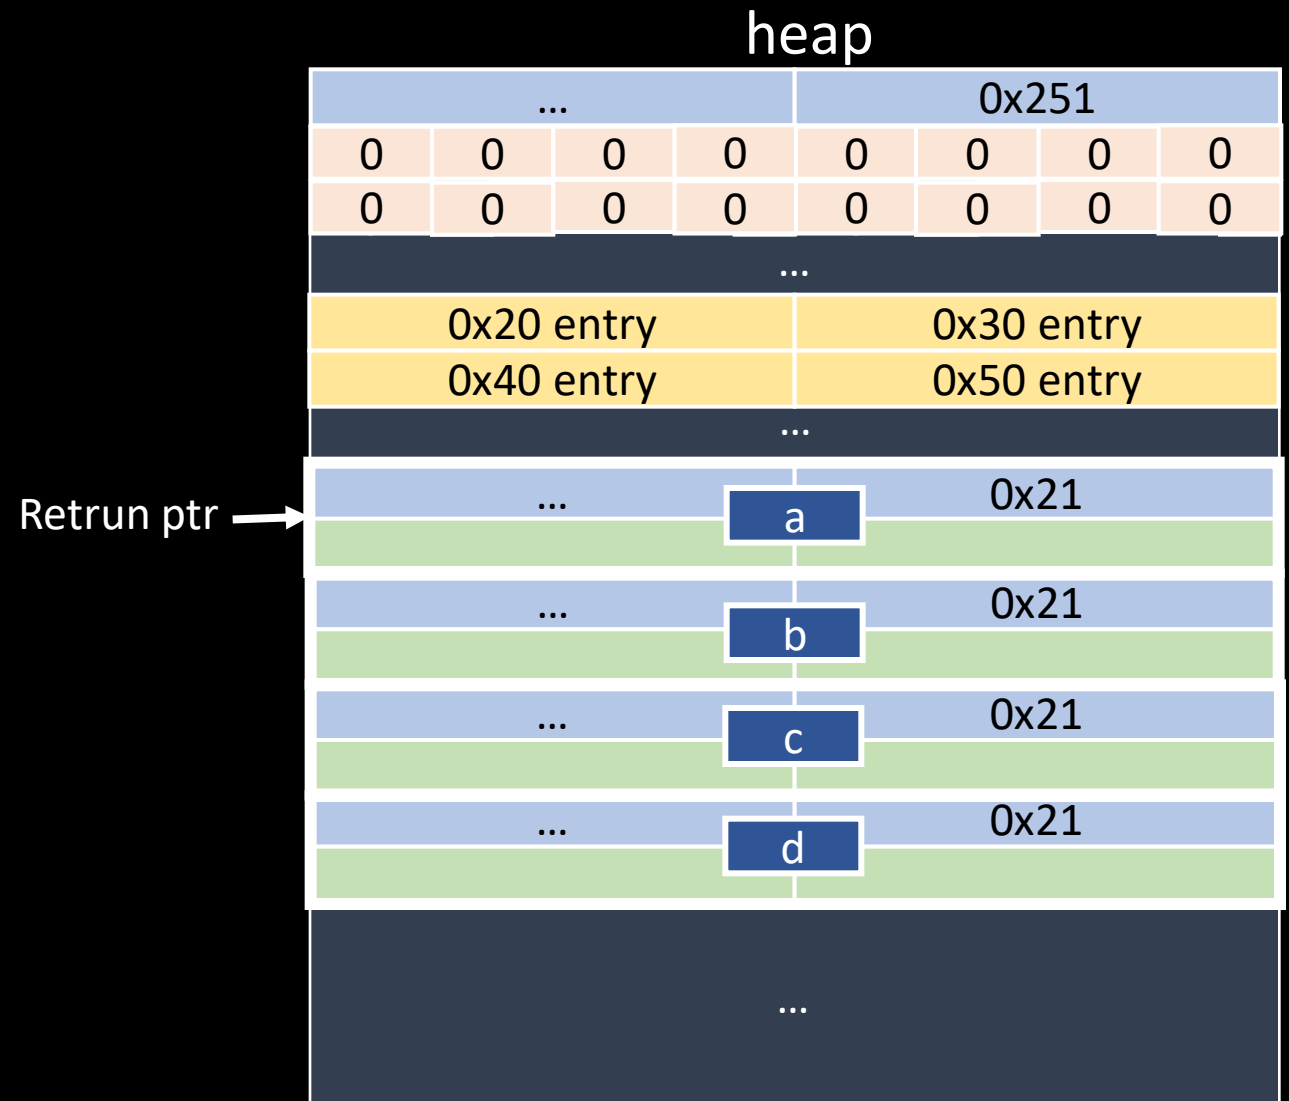 heap
... 0x251
0 0 0 0 0 0 0 0
0 0 0 0 0 0 0 0
...
0x20 entry 0x30 entry
0x40 entry 0x50 entry
...
Retrun ptr ... a 0x21
... b 0x21
... c 0x21
... d 0x21
...